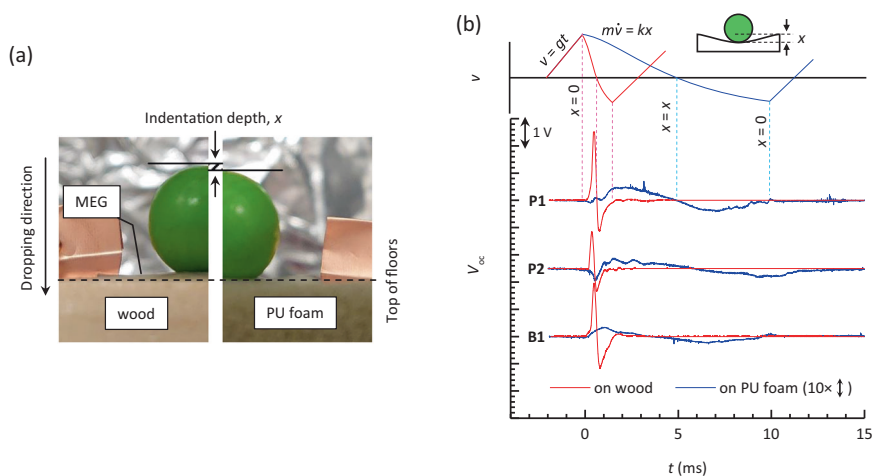 (a)
Indentation depth, x
Dropping direction
MEG
wood
PU foam
Top of floors
(b)
v = gt
mv̇ = kx
x
v
x = 0
x = x
x = 0
1 V
P1
P2
B1
V_oc
on wood
on PU foam (10× ↕)
0 5 10 15
t (ms)